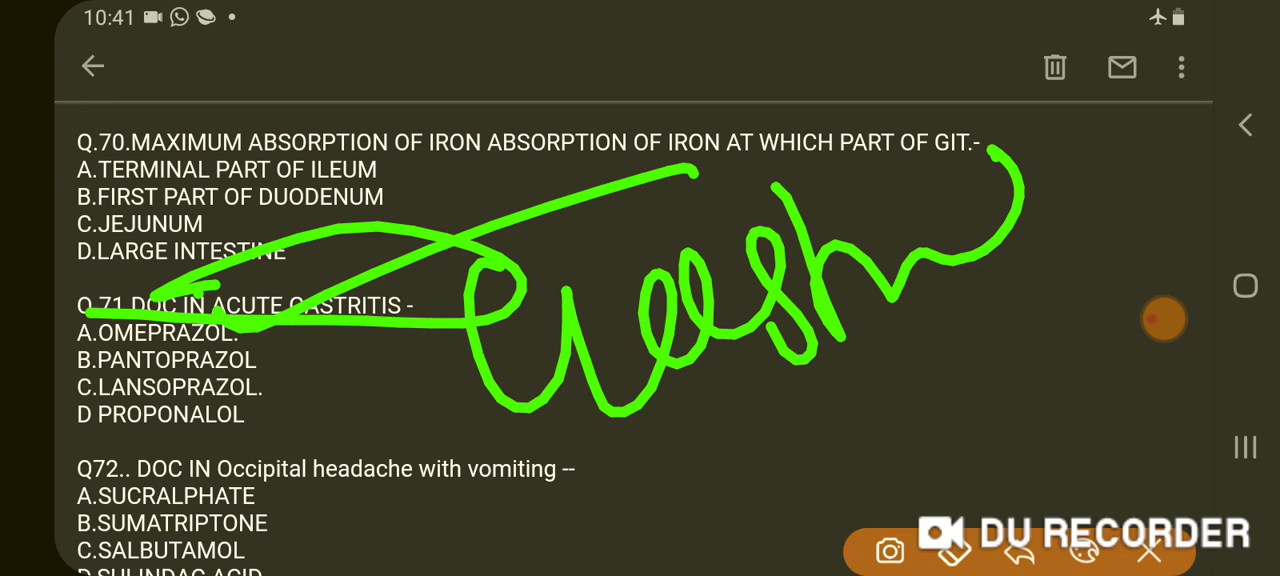 10:41
Q.70.MAXIMUM ABSORPTION OF IRON ABSORPTION OF IRON AT WHICH PART OF GIT.-
A.TERMINAL PART OF ILEUM
B.FIRST PART OF DUODENUM
C.JEJUNUM
D.LARGE INTESTINE
Q.71.DOC IN ACUTE GASTRITIS -
A.OMEPRAZOL.
B.PANTOPRAZOL
C.LANSOPRAZOL.
D PROPONALOL
Q72.. DOC IN Occipital headache with vomiting --
A.SUCRALPHATE
B.SUMATRIPTONE
C.SALBUTAMOL
D.SULINDAC ACID
DU RECORDER